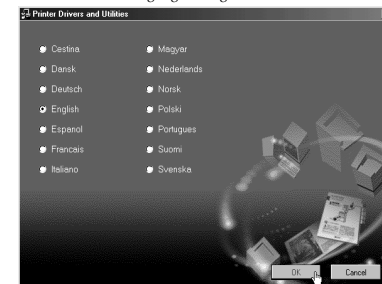 Printer Drivers and Utilities
Cestina
Dansk
Deutsch
English
Espanol
Francais
Italiano
Magyar
Nederlands
Norsk
Polski
Portugues
Suomi
Svenska
OK
Cancel